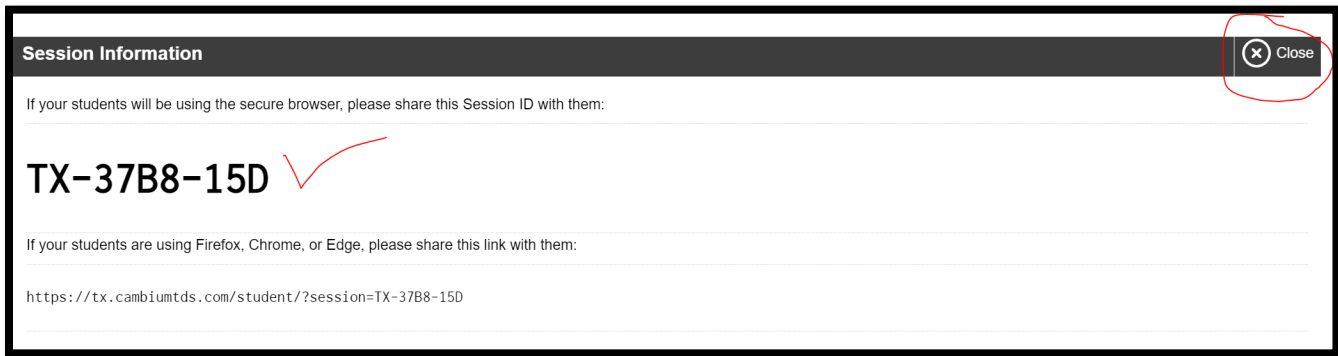 Session Information
Close
If your students will be using the secure browser, please share this Session ID with them:
TX-37B8-15D
If your students are using Firefox, Chrome, or Edge, please share this link with them:
https://tx.cambiumtds.com/student/?session=TX-37B8-15D